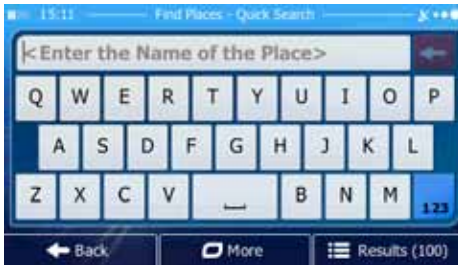 15:11 Find Places - Quick Search
<Enter the Name of the Place>
Q W E R T Y U I O P
A S D F G H J K L
Z X C V B N M 123
Back More Results (100)